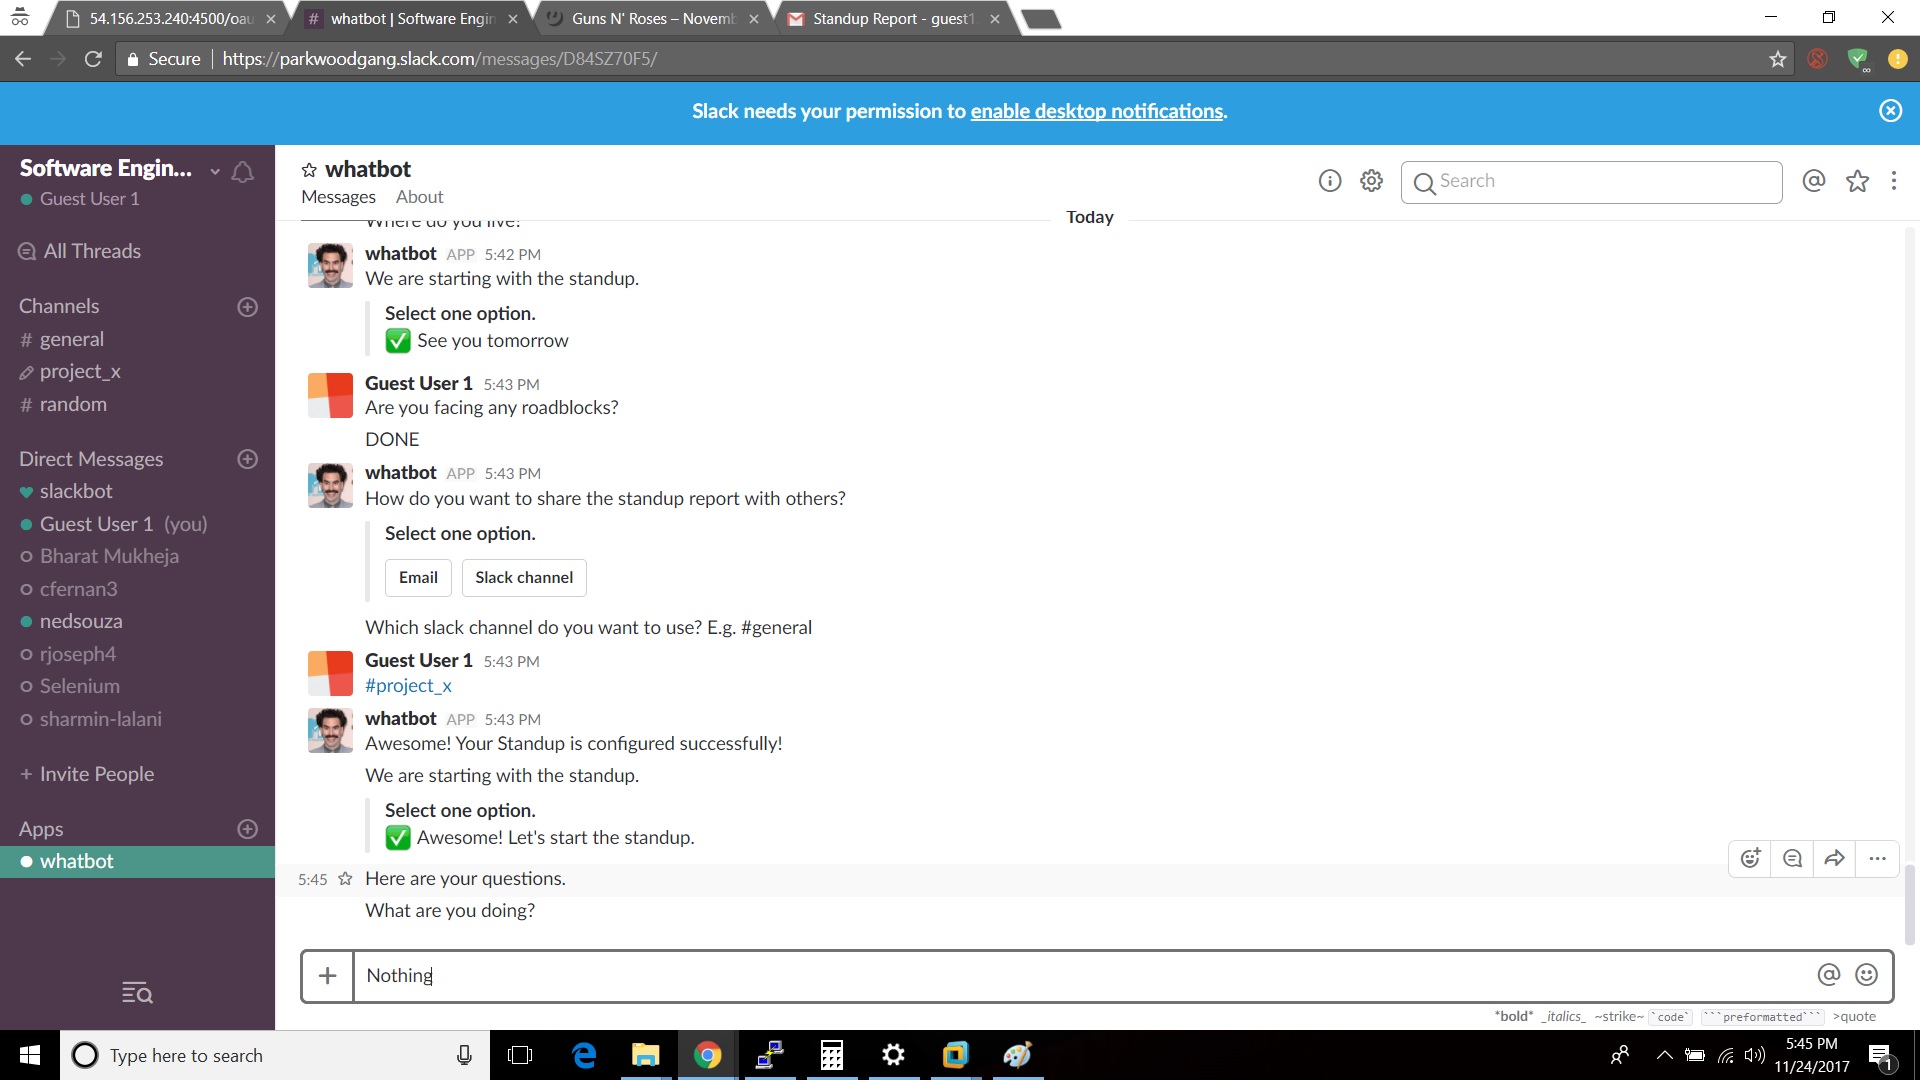 54.156.253.240:4500/oau
whatbot | Software Engin
Guns N' Roses – Novemb
Standup Report - guest1
Secure
https://parkwoodgang.slack.com/messages/D84SZ70F5/
Slack needs your permission to enable desktop notifications.
Software Engin...
Guest User 1
All Threads
Channels
# general
project_x
# random
Direct Messages
slackbot
Guest User 1 (you)
Bharat Mukheja
cfernan3
nedsouza
rjoseph4
Selenium
sharmin-lalani
+ Invite People
Apps
whatbot
whatbot
Messages About
Search
Today
Where do you live?
whatbot APP 5:42 PM
We are starting with the standup.
Select one option.
See you tomorrow
Guest User 1 5:43 PM
Are you facing any roadblocks?
DONE
whatbot APP 5:43 PM
How do you want to share the standup report with others?
Select one option.
Email Slack channel
Which slack channel do you want to use? E.g. #general
Guest User 1 5:43 PM
#project_x
whatbot APP 5:43 PM
Awesome! Your Standup is configured successfully!
We are starting with the standup.
Select one option.
Awesome! Let's start the standup.
5:45 Here are your questions.
What are you doing?
Nothing
*bold* _italics_ ~strike~ `code` ```preformatted``` >quote
Type here to search
5:45 PM
11/24/2017
1